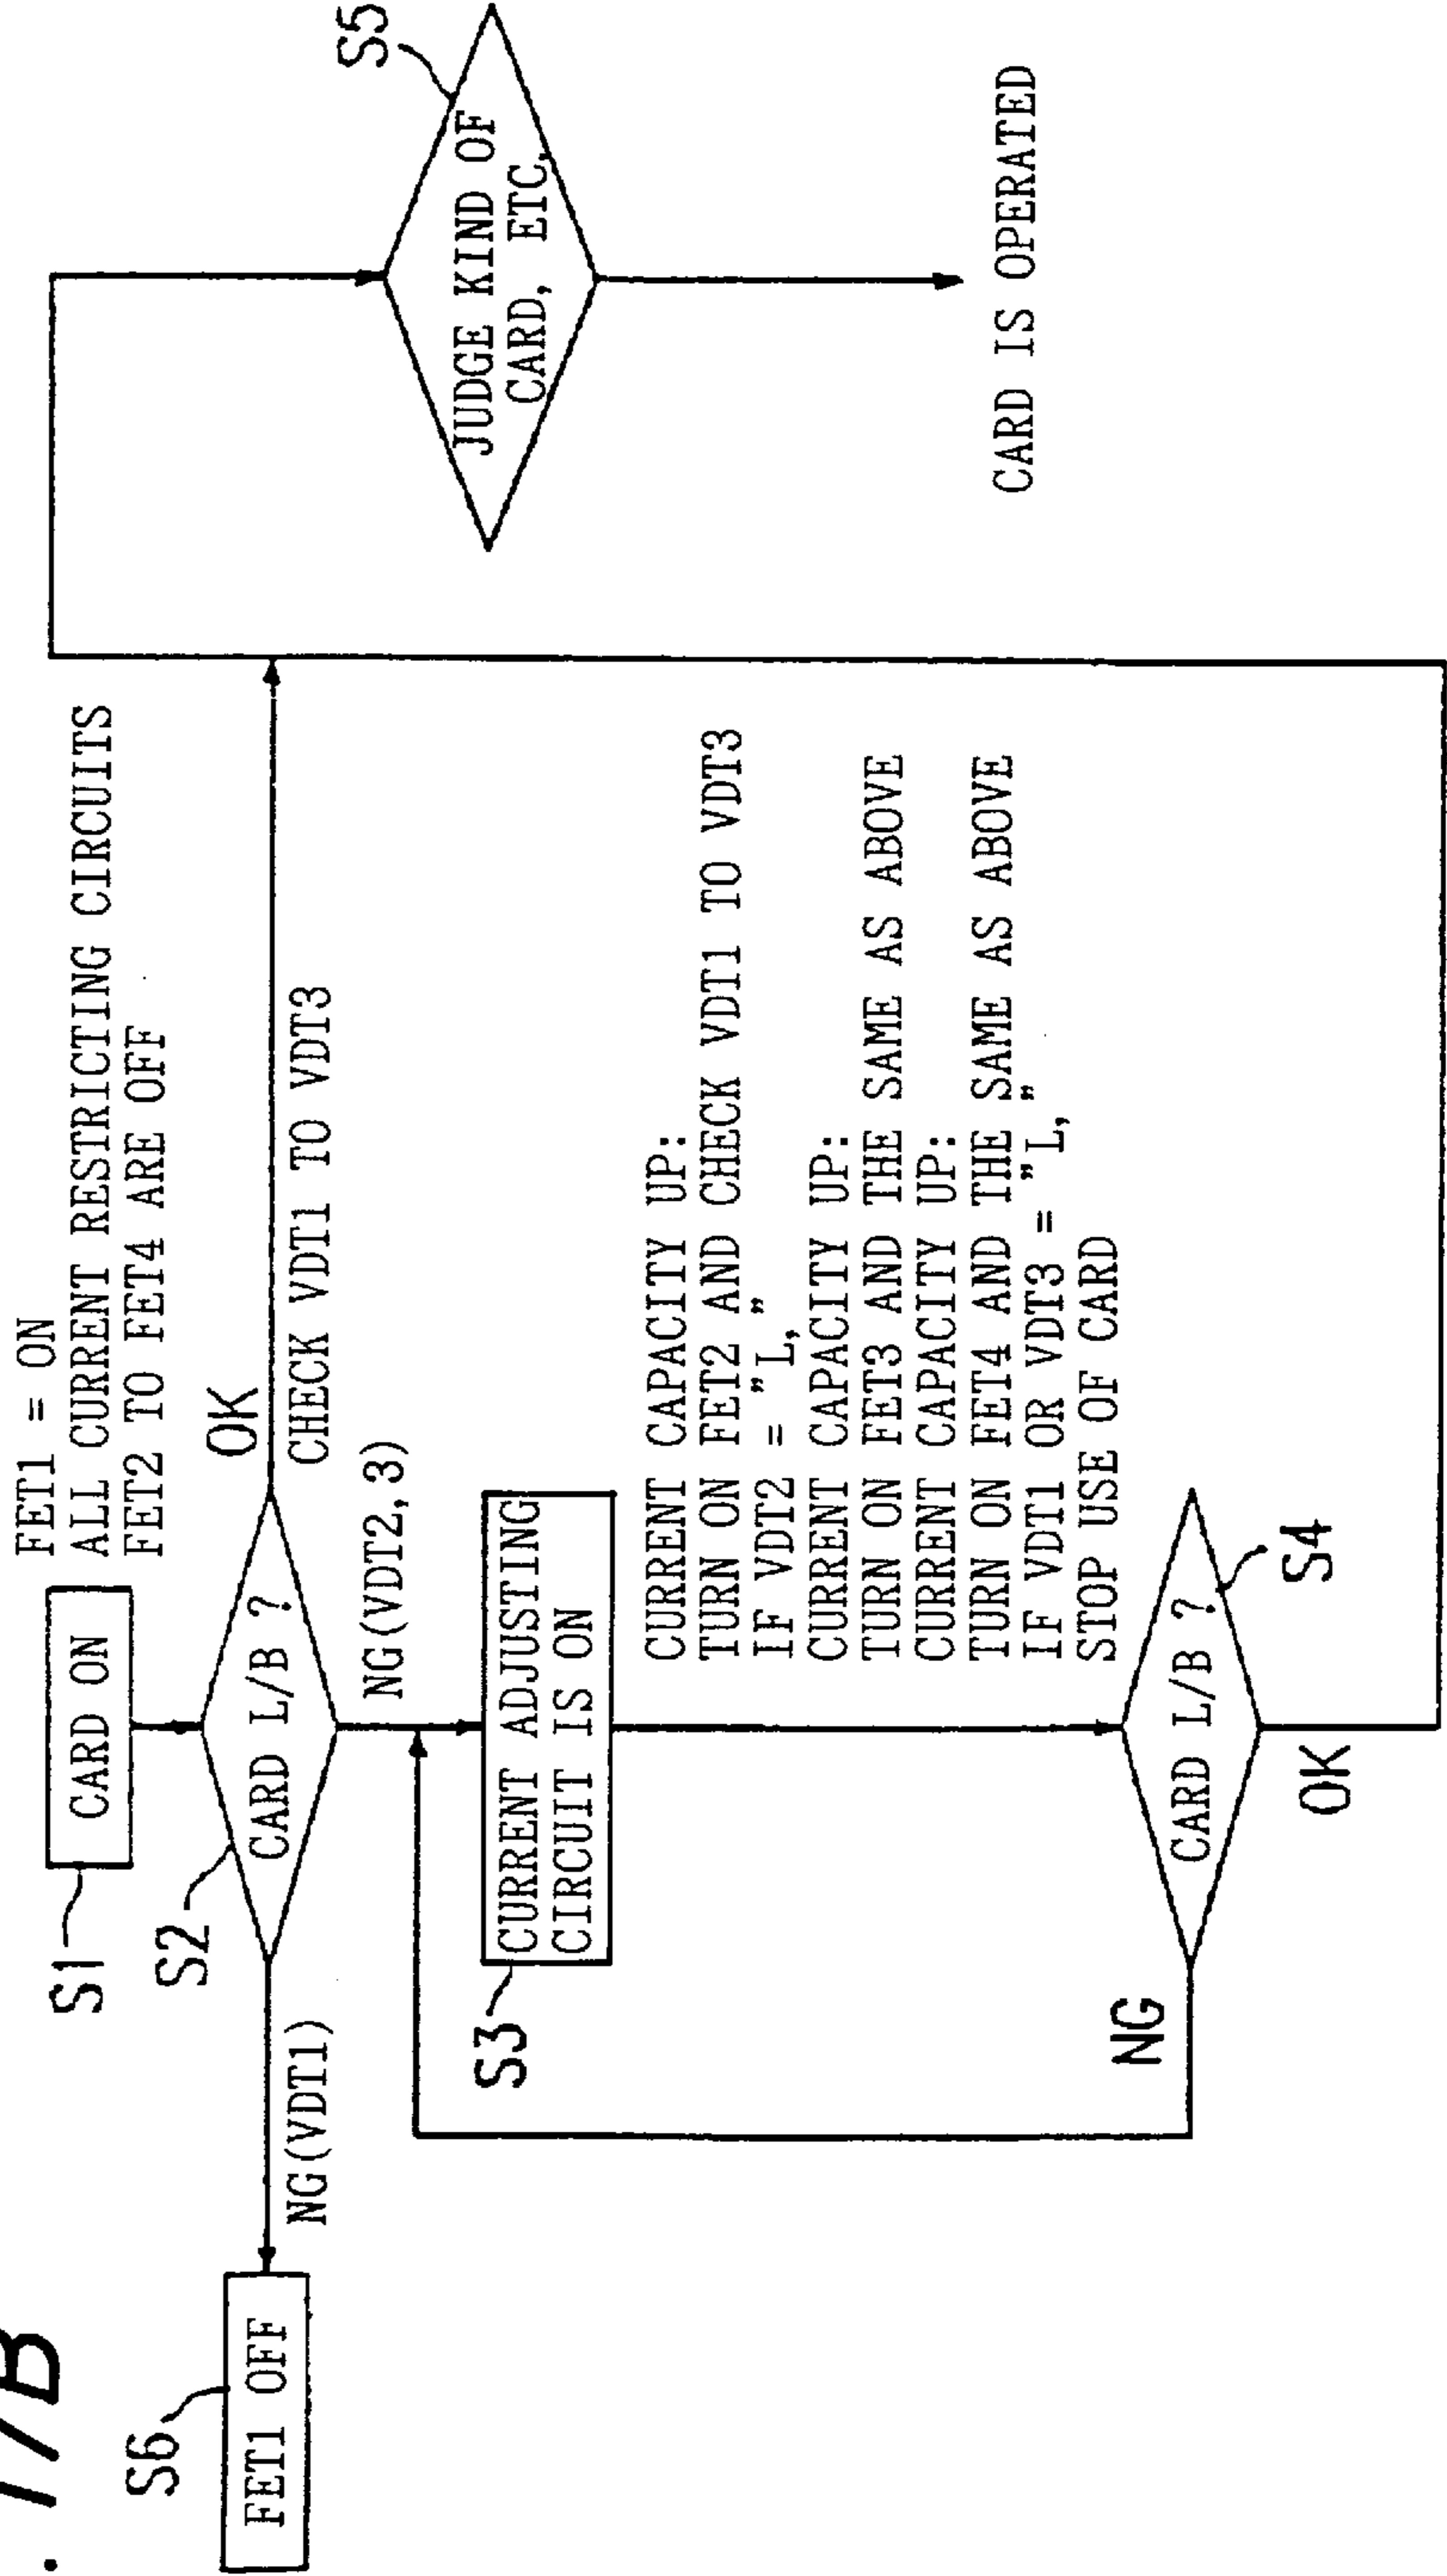 17B
FET1 = ON
ALL CURRENT RESTRICTING CIRCUITS
FET2 TO FET4 ARE OFF
S1
CARD ON
S2
CARD L/B ?
OK
CHECK VDT1 TO VDT3
NG(VDT1)
S6
FET1 OFF
NG(VDT2,3)
S3
CURRENT ADJUSTING
CIRCUIT IS ON
CURRENT CAPACITY UP:
TURN ON FET2 AND CHECK VDT1 TO VDT3
IF VDT2 = "L,"
CURRENT CAPACITY UP:
TURN ON FET3 AND THE SAME AS ABOVE
CURRENT CAPACITY UP:
TURN ON FET4 AND THE SAME AS ABOVE
IF VDT1 OR VDT3 = "L,"
STOP USE OF CARD
CARD L/B ?
S4
NG
OK
S5
JUDGE KIND OF
CARD, ETC.
CARD IS OPERATED